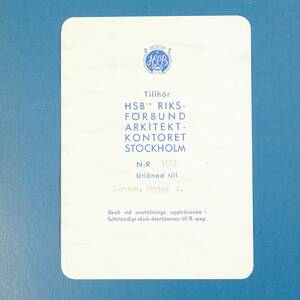 HSB
Tillhör
HSB:s RIKS-
FÖRBUND
ARKITEKT-
KONTORET
STOCKHOLM
N:R
Utlånad till
J.
Skall vid anställnings upphörande i
fullständigt skick återlämnas till R.-exp.